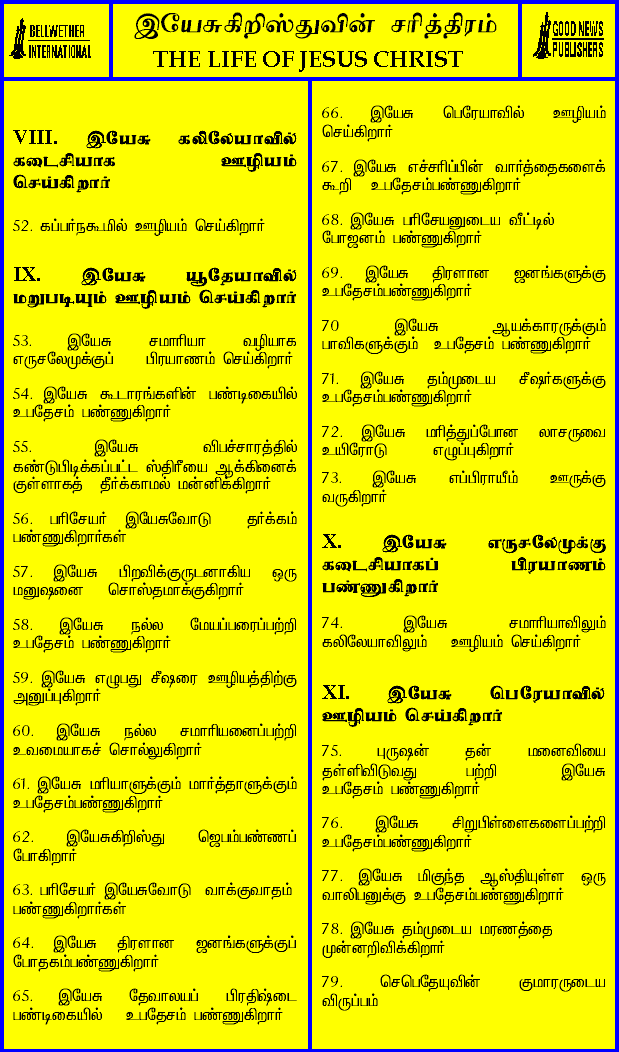 BELLWETHER
INTERNATIONAL
இயேசுகிறிஸ்துவின் சரித்திரம்
THE LIFE OF JESUS CHRIST
GOOD NEWS
PUBLISHERS
VIII. இயேசு கலிலேயாவில்
கடைசியாக ஊழியம்
செய்கிறார்
52. கப்பர்நகூமில் ஊழியம் செய்கிறார்
IX. இயேசு யூதேயாவில்
மறுபடியும் ஊழியம் செய்கிறார்
53. இயேசு சமாரியா வழியாக
எருசலேமுக்குப் பிரயாணம் செய்கிறார்
54. இயேசு கூடாரங்களின் பண்டிகையில்
உபதேசம் பண்ணுகிறார்
55. இயேசு விபச்சாரத்தில்
கண்டுபிடிக்கப்பட்ட ஸ்திரீயை ஆக்கினைக்
குள்ளாகத் தீர்க்காமல் மன்னிக்கிறார்
56. பரிசேயர் இயேசுவோடு தர்க்கம்
பண்ணுகிறார்கள்
57. இயேசு பிறவிக்குருடனாகிய ஒரு
மனுஷனை சொஸ்தமாக்குகிறார்
58. இயேசு நல்ல மேய்ப்பரைப்பற்றி
உபதேசம் பண்ணுகிறார்
59. இயேசு எழுபது சீஷரை ஊழியத்திற்கு
அனுப்புகிறார்
60. இயேசு நல்ல சமாரியனைப்பற்றி
உவமையாகச் சொல்லுகிறார்
61. இயேசு மரியாளுக்கும் மார்த்தாளுக்கும்
உபதேசம்பண்ணுகிறார்
62. இயேசுகிறிஸ்து ஜெபம்பண்ணப்
போகிறார்
63. பரிசேயர் இயேசுவோடு வாக்குவாதம்
பண்ணுகிறார்கள்
64. இயேசு திரளான ஜனங்களுக்குப்
போதகம்பண்ணுகிறார்
65. இயேசு தேவாலயப் பிரதிஷ்டை
பண்டிகையில் உபதேசம் பண்ணுகிறார்
66. இயேசு பெரேயாவில் ஊழியம்
செய்கிறார்
67. இயேசு எச்சரிப்பின் வார்த்தைகளைக்
கூறி உபதேசம்பண்ணுகிறார்
68. இயேசு பரிசேயனுடைய வீட்டில்
போஜனம் பண்ணுகிறார்
69. இயேசு திரளான ஜனங்களுக்கு
உபதேசம்பண்ணுகிறார்
70 இயேசு ஆயக்காரருக்கும்
பாவிகளுக்கும் உபதேசம் பண்ணுகிறார்
71. இயேசு தம்முடைய சீஷர்களுக்கு
உபதேசம்பண்ணுகிறார்
72. இயேசு மரித்துப்போன லாசருவை
உயிரோடு எழுப்புகிறார்
73. இயேசு எப்பிராயீம் ஊருக்கு
வருகிறார்
X. இயேசு எருசலேமுக்கு
கடைசியாகப் பிரயாணம்
பண்ணுகிறார்
74. இயேசு சமாரியாவிலும்
கலிலேயாவிலும் ஊழியம் செய்கிறார்
XI. இயேசு பெரேயாவில்
ஊழியம் செய்கிறார்
75. புருஷன் தன் மனைவியை
தள்ளிவிடுவது பற்றி இயேசு
உபதேசம் பண்ணுகிறார்
76. இயேசு சிறுபிள்ளைகளைப்பற்றி
உபதேசம்பண்ணுகிறார்
77. இயேசு மிகுந்த ஆஸ்தியுள்ள ஒரு
வாலிபனுக்கு உபதேசம்பண்ணுகிறார்
78. இயேசு தம்முடைய மரணத்தை
முன்னறிவிக்கிறார்
79. செபெதேயுவின் குமாரருடைய
விருப்பம்